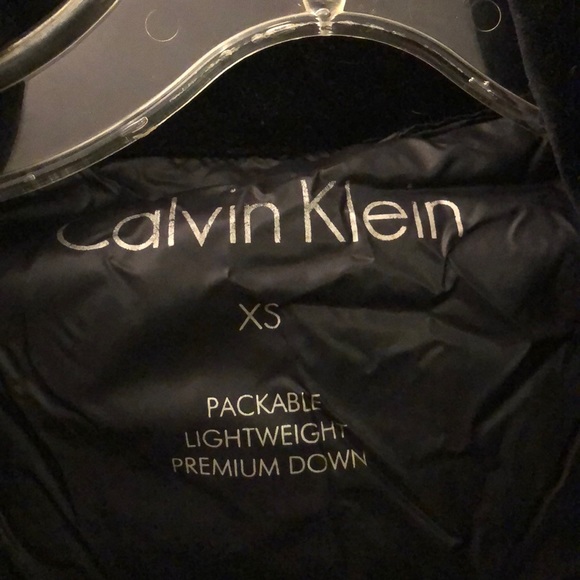 Calvin Klein
XS
PACKABLE
LIGHTWEIGHT
PREMIUM DOWN